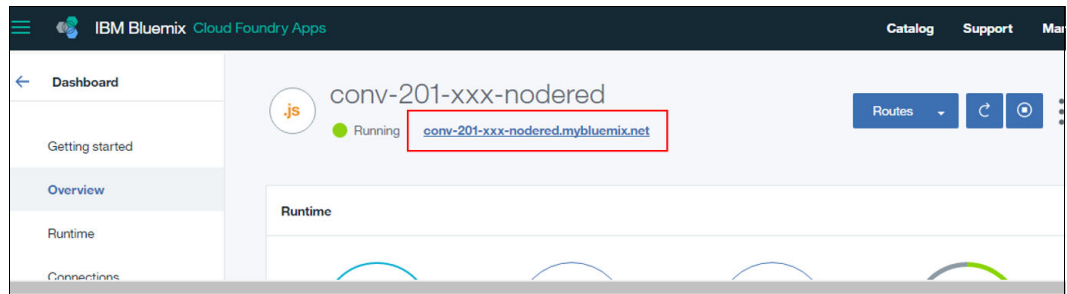 IBM Bluemix Cloud Foundry Apps Catalog Support
Dashboard
.js conv-201-xxx-nodered
Running conv-201-xxx-nodered.mybluemix.net
Routes
Getting started
Overview
Runtime
Runtime
Connections